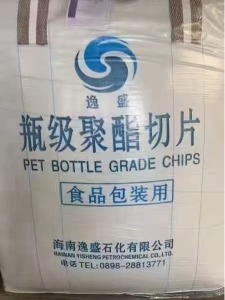 逸盛
瓶级聚酯切片
PET BOTTLE GRADE CHIPS
食品包装用
海南逸盛石化有限公司
HAINAN YISHENG PETROCHEMICAL CO., LTD.
电话 TEL:0898-28813771